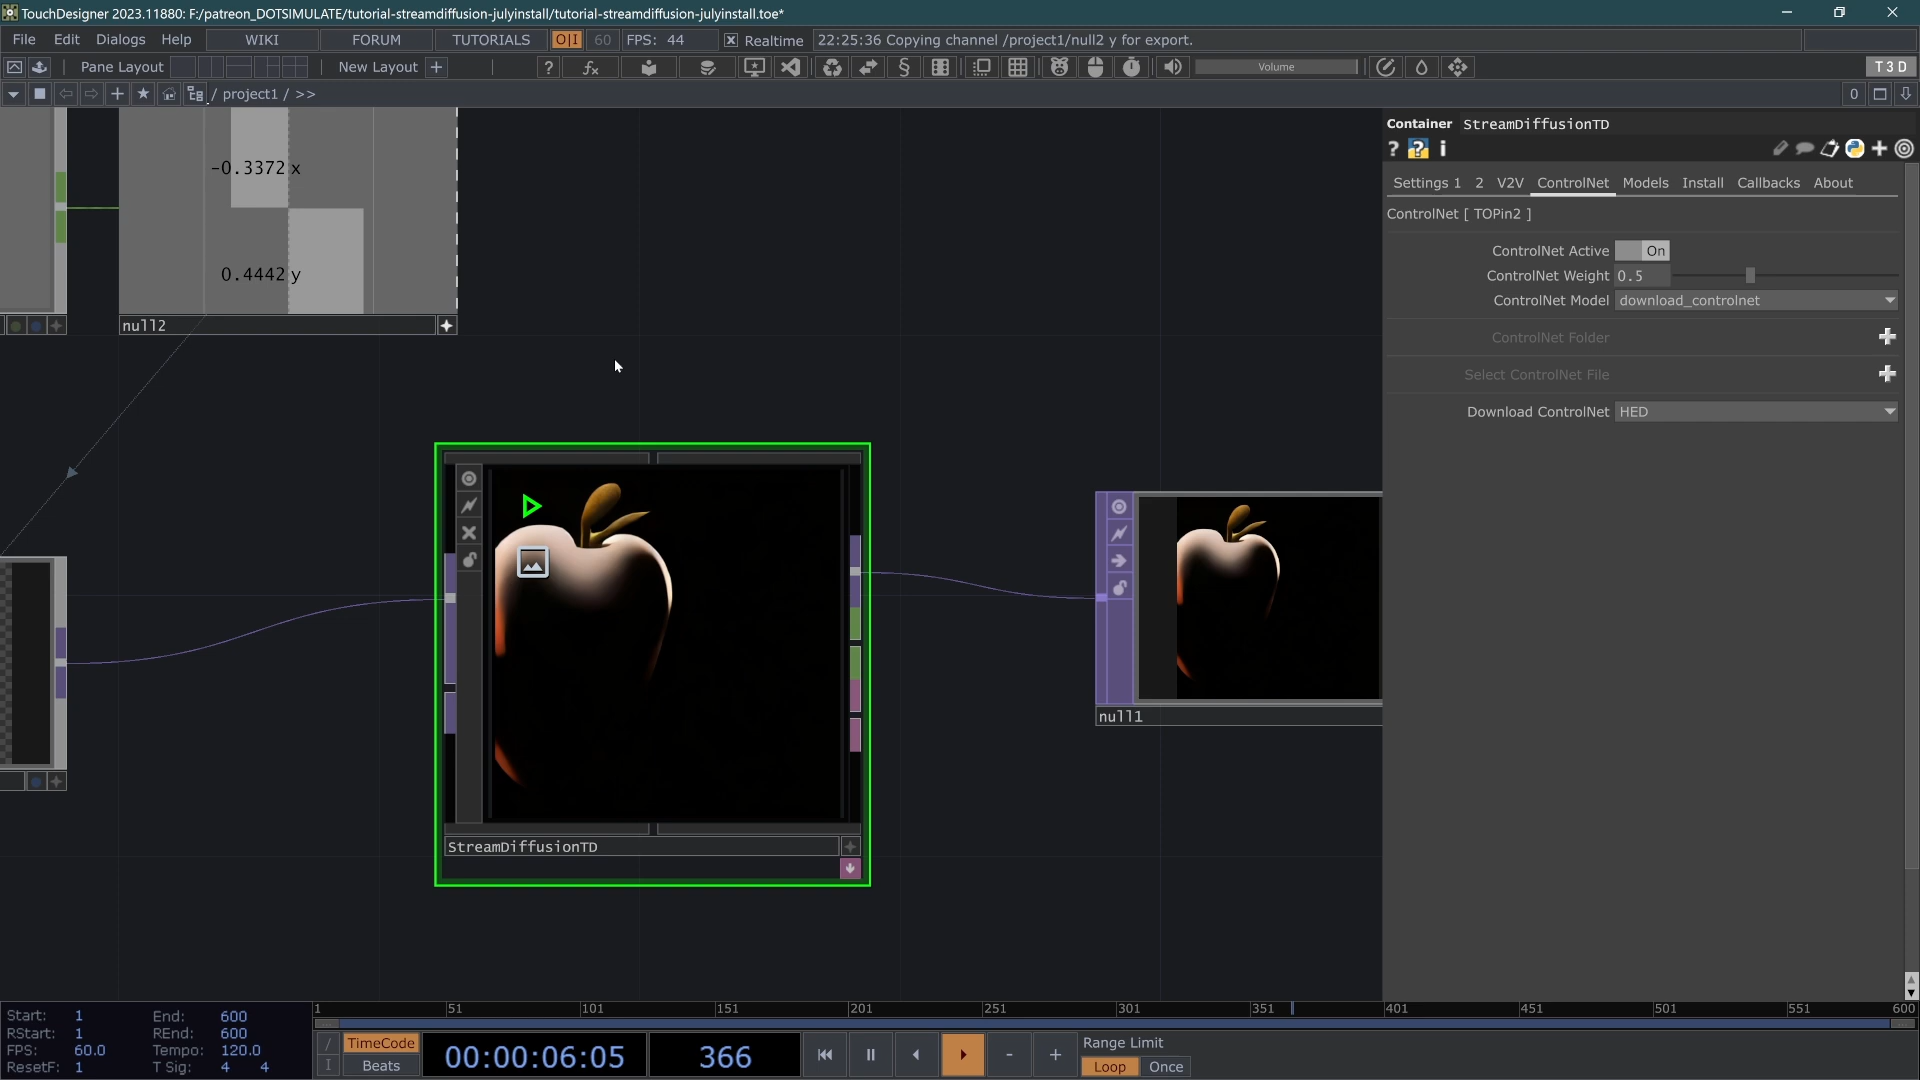 TouchDesigner 2023.11880: F:/patreon_DOTSIMULATE/tutorial-streamdiffusion-julyinstall/tutorial-streamdiffusion-julyinstall.toe*
File Edit Dialogs Help WIKI FORUM TUTORIALS O|I 60 FPS: 44 Realtime 22:25:36 Copying channel /project1/null2 y for export.
Pane Layout New Layout + ? fx § Volume T3D
/ project1 / >> 0
Container StreamDiffusionTD
? ? i
Settings 1 2 V2V ControlNet Models Install Callbacks About
ControlNet [ TOPin2 ]
ControlNet Active On
ControlNet Weight 0.5
ControlNet Model download_controlnet
ControlNet Folder
Select ControlNet File
Download ControlNet HED
-0.3372 x
0.4442 y
null2
StreamDiffusionTD
null1
1 51 101 151 201 251 301 351 401 451 501 551 600
Start: 1 End: 600
RStart: 1 REnd: 600
FPS: 60.0 Tempo: 120.0
ResetF: 1 T Sig: 4 4
/ TimeCode
I Beats
00:00:06:05 366
- +
Range Limit
Loop Once